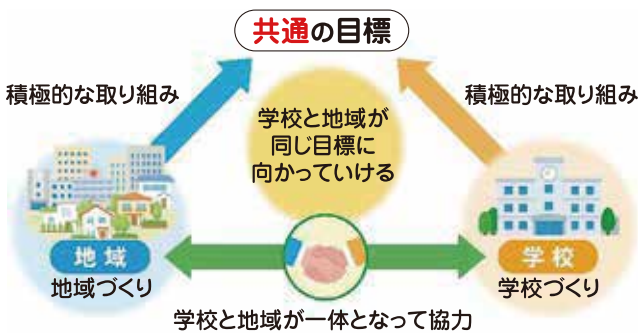 共通の目標
積極的な取り組み
積極的な取り組み
学校と地域が
同じ目標に
向かっていける
地域
学校
地域づくり
学校づくり
学校と地域が一体となって協力